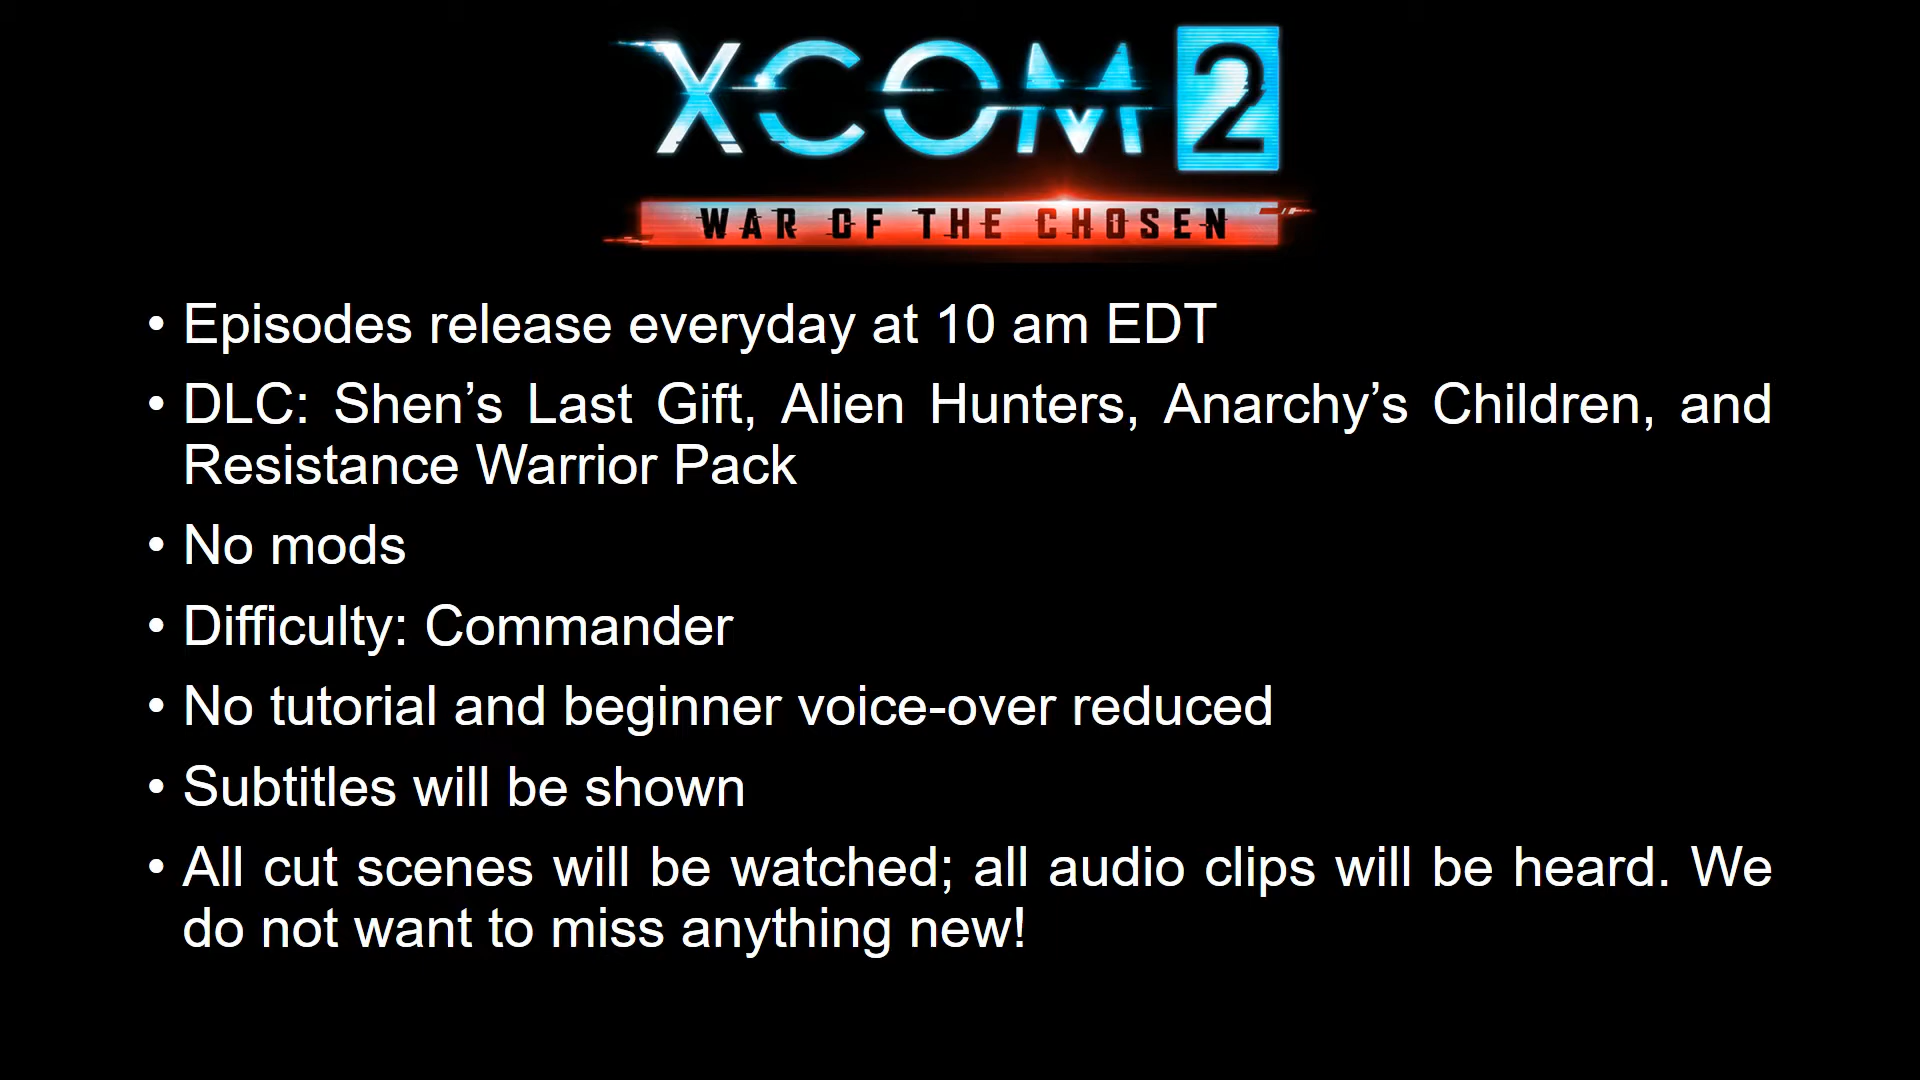 XCOM 2
WAR OF THE CHOSEN
• Episodes release everyday at 10 am EDT
• DLC: Shen’s Last Gift, Alien Hunters, Anarchy’s Children, and
Resistance Warrior Pack
• No mods
• Difficulty: Commander
• No tutorial and beginner voice-over reduced
• Subtitles will be shown
• All cut scenes will be watched; all audio clips will be heard. We
do not want to miss anything new!